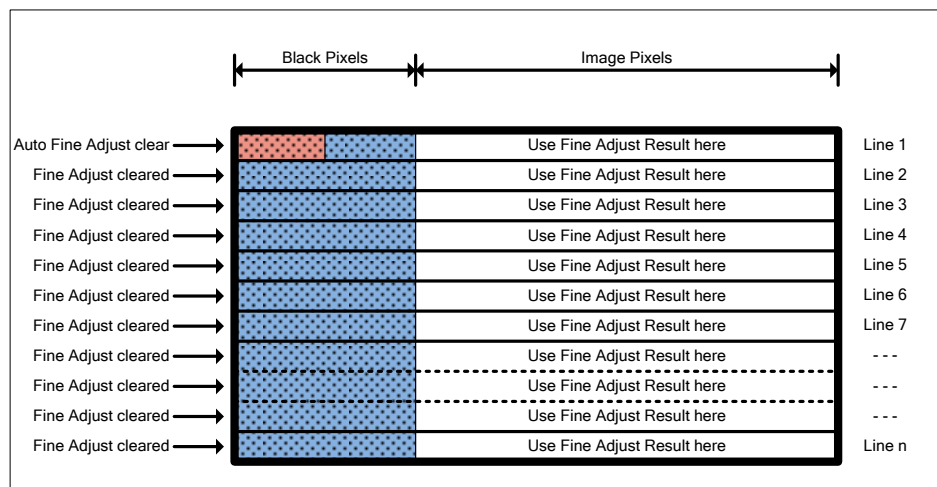 Black Pixels Image Pixels
Auto Fine Adjust clear Use Fine Adjust Result here Line 1
Fine Adjust cleared Use Fine Adjust Result here Line 2
Fine Adjust cleared Use Fine Adjust Result here Line 3
Fine Adjust cleared Use Fine Adjust Result here Line 4
Fine Adjust cleared Use Fine Adjust Result here Line 5
Fine Adjust cleared Use Fine Adjust Result here Line 6
Fine Adjust cleared Use Fine Adjust Result here Line 7
Fine Adjust cleared Use Fine Adjust Result here - - -
Fine Adjust cleared Use Fine Adjust Result here - - -
Fine Adjust cleared Use Fine Adjust Result here - - -
Fine Adjust cleared Use Fine Adjust Result here Line n